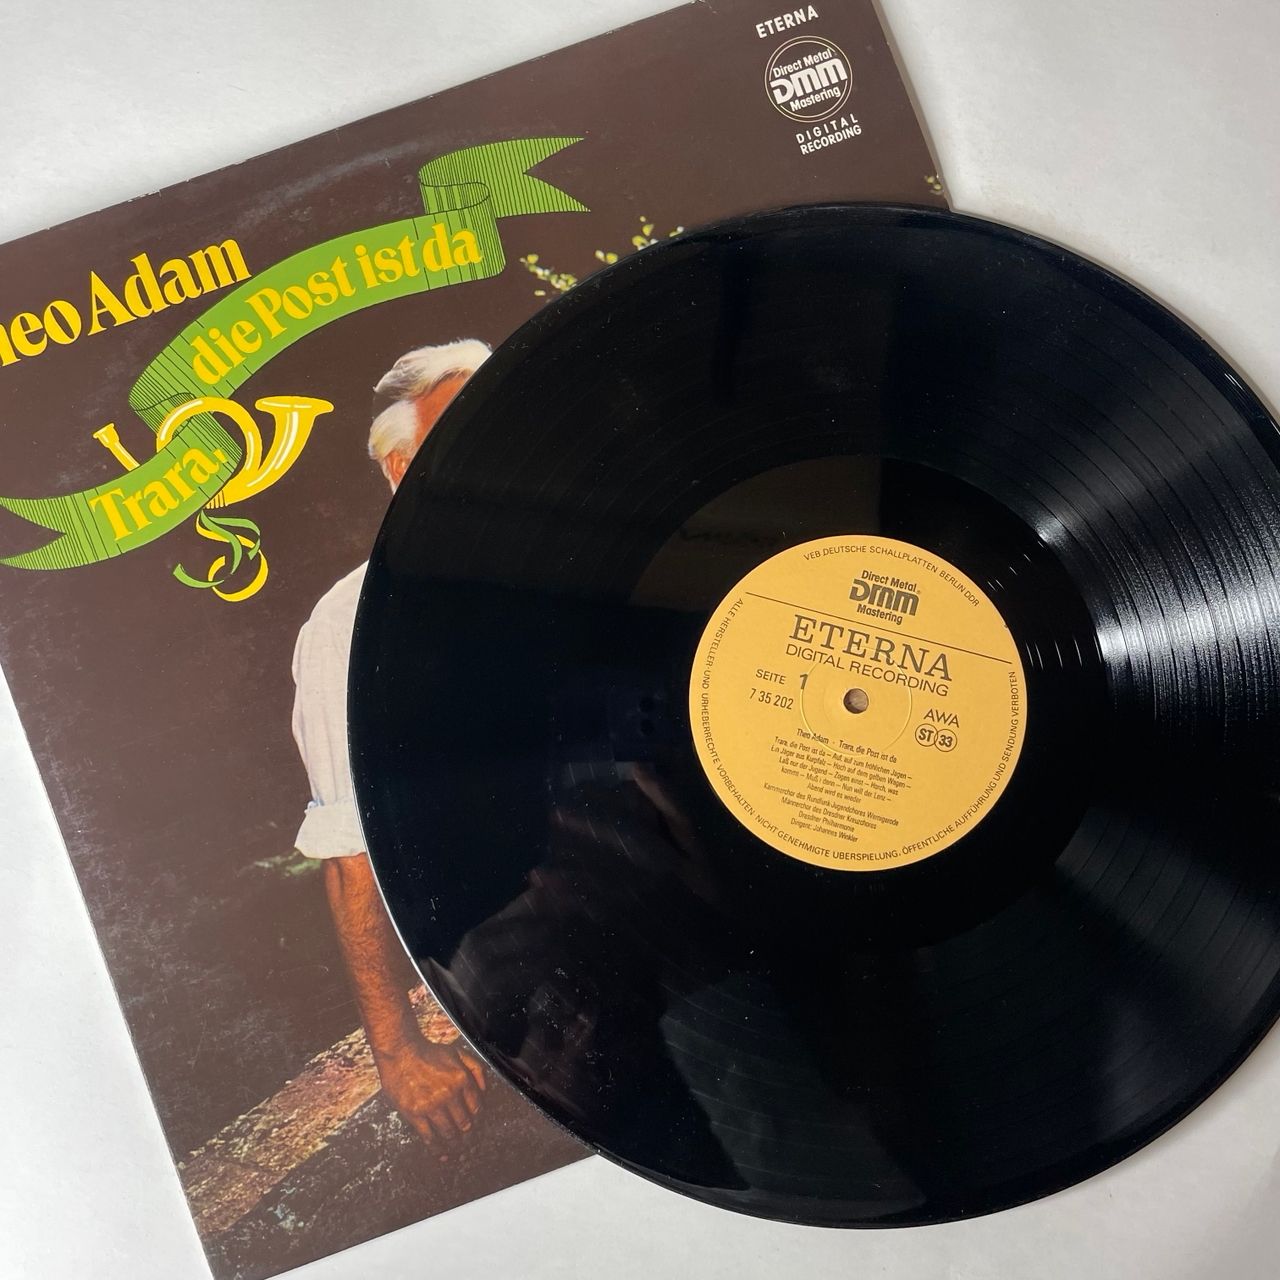 ETERNA
Direct Metal
DMM
Mastering
DIGITAL
RECORDING
heo Adam
Trara, die Post ist da
VEB DEUTSCHE SCHALLPLATTEN BERLIN DDR
Direct Metal
DMM
Mastering
ETERNA
DIGITAL RECORDING
SEITE 1
7 35 202
AWA
ST 33
Theo Adam · Trara, die Post ist da
Trara, die Post ist da – Auf, auf zum fröhlichen Jagen –
Ein Jäger aus Kurpfalz – Hoch auf dem gelben Wagen –
Laß nur der Jugend – Zogen einst – Horch, was
kommt – Muß i denn – Nun will der Lenz –
Abend wird es wieder
Kammerchor des Rundfunk-Jugendchores Wernigerode
Männerchor des Dresdner Kreuzchores
Dresdner Philharmonie
Dirigent: Johannes Winkler
ALLE HERSTELLER- UND URHEBERRECHTE VORBEHALTEN. NICHT GENEHMIGTE ÜBERSPIELUNG, ÖFFENTLICHE AUFFÜHRUNG UND SENDUNG VERBOTEN